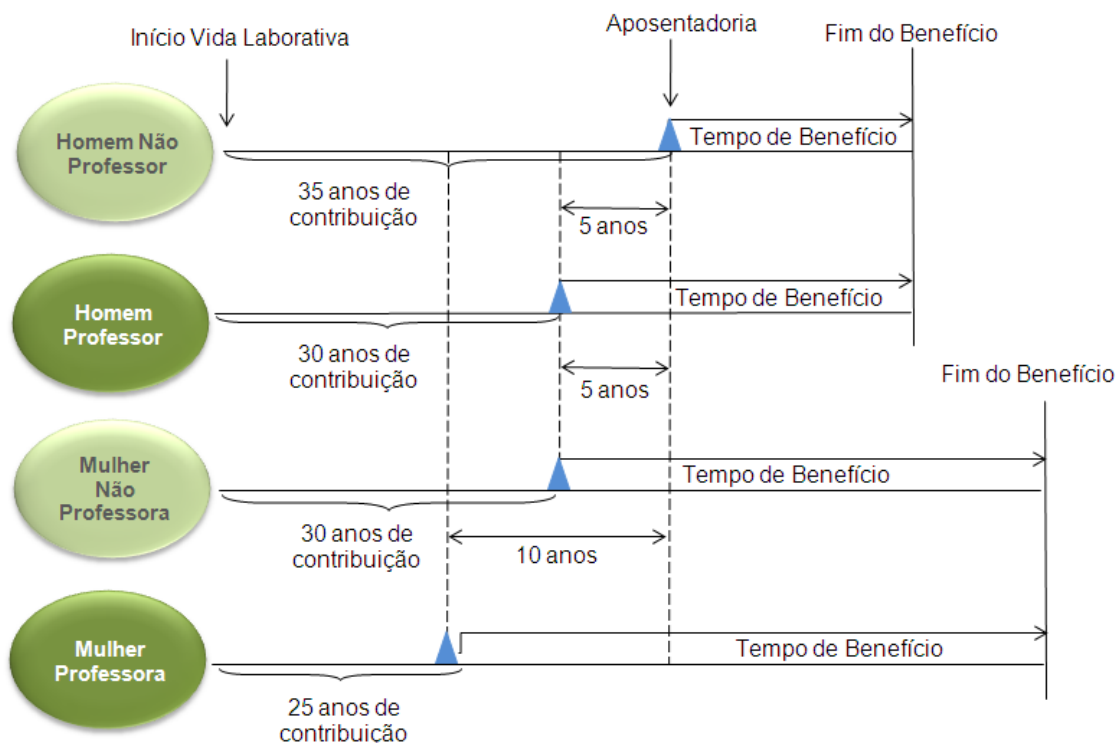 Início Vida Laborativa
Aposentadoria
Fim do Benefício
Homem Não
Professor
Tempo de Benefício
35 anos de
contribuição
5 anos
Homem
Professor
Tempo de Benefício
30 anos de
contribuição
5 anos
Fim do Benefício
Mulher
Não
Professora
Tempo de Benefício
30 anos de
contribuição
10 anos
Mulher
Professora
Tempo de Benefício
25 anos de
contribuição